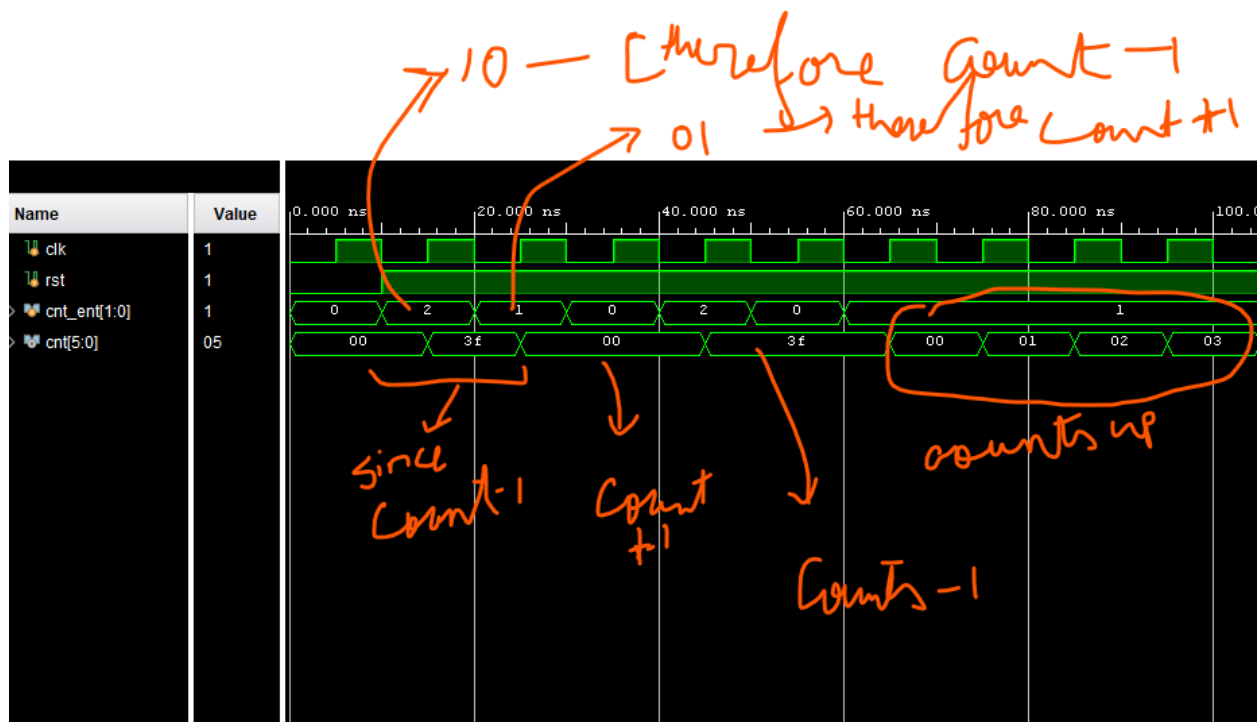 10 — [therefore Count -1
01 → therefore Count +1
Name Value
0.000 ns 20.000 ns 40.000 ns 60.000 ns 80.000 ns 100.0
clk 1
rst 1
cnt_ent[1:0] 1 0 2 1 0 2 0 1
cnt[5:0] 05 00 3f 00 3f 00 01 02 03
since
Count-1
Count
+1
Counts -1
counts up